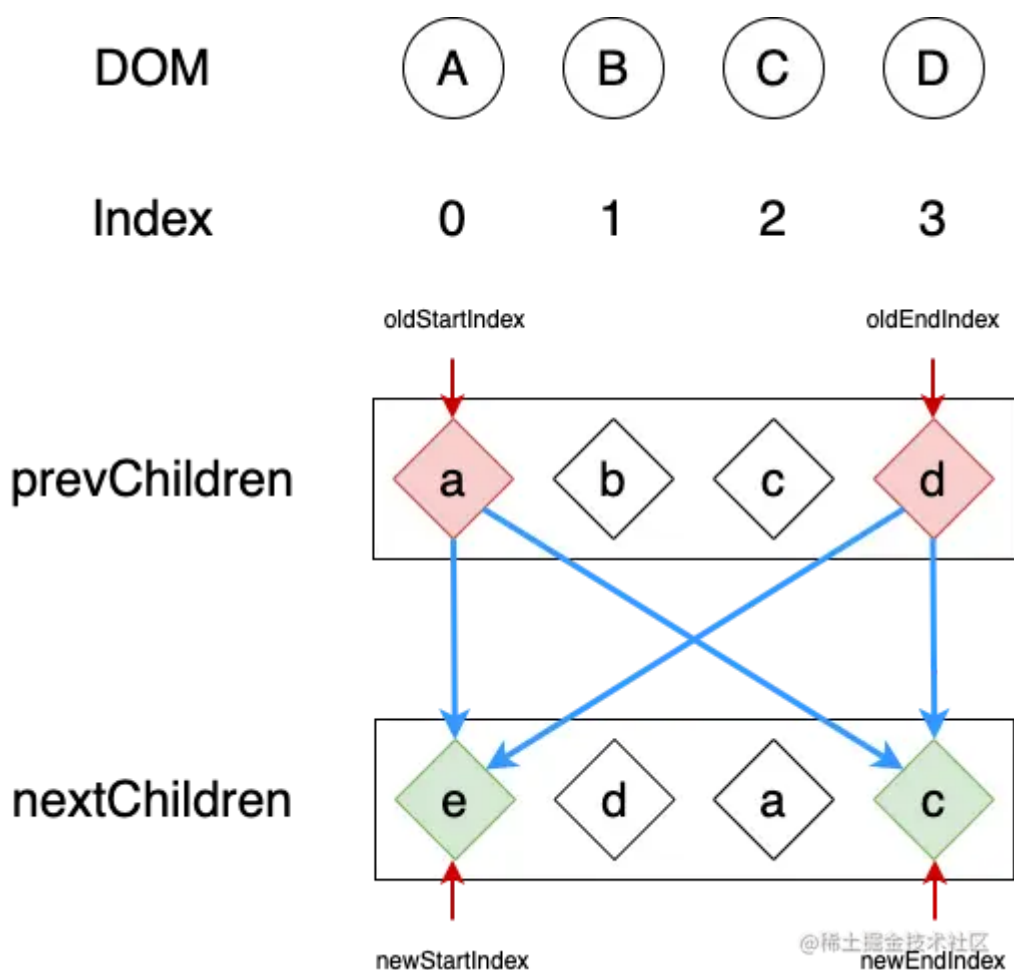 DOM A B C D
Index 0 1 2 3
oldStartIndex oldEndIndex
prevChildren a b c d
nextChildren e d a c
@稀土掘金技术社区
newStartIndex newEndIndex